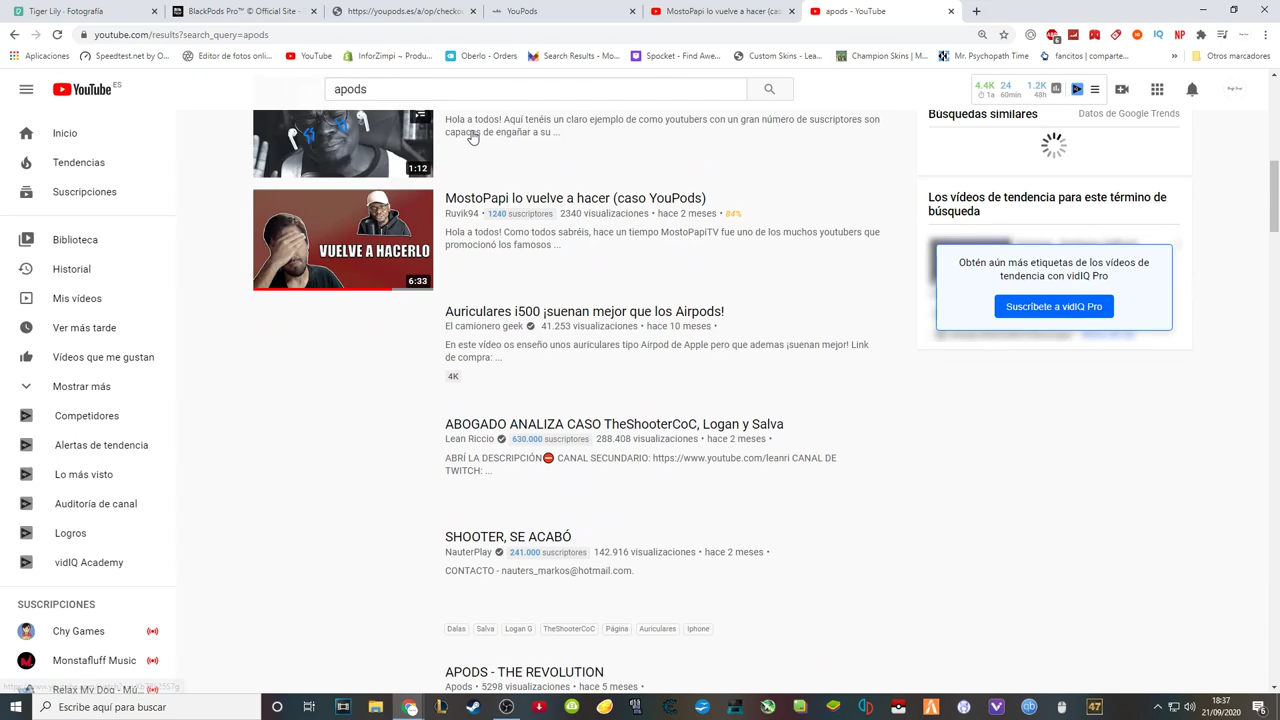 Tiger Lily - Fotografía
BlackPods Pro™ © Official Site -
https://youpods.es/a/op/checko
YouPods
MostoPapi lo vuelve a hacer (ca
apods - YouTube
youtube.com/results?search_query=apods
Aplicaciones
Speedtest.net by O...
Editor de fotos onli...
YouTube
InforZimpi | Product...
Oberlo - Orders
Search Results - Mo...
Spocket - Find Awe...
Custom Skins - Lea...
Champion Skins | M...
Mr. Psychopath Time
fancitos | comparte...
»
Otros marcadores
YouTube ES
apods
4.4K 24 1.2K
1a 60min 48h
Inicio
Tendencias
Suscripciones
Biblioteca
Historial
Mis vídeos
Ver más tarde
Vídeos que me gustan
Mostrar más
Competidores
Alertas de tendencia
Lo más visto
Auditoría de canal
Logros
vidIQ Academy
SUSCRIPCIONES
Chy Games
Monstafluff Music
Relax My Dog - Mú...
Hola a todos! Aquí tenéis un claro ejemplo de como youtubers con un gran número de suscriptores son
capaces de engañar a su ...
1:12
MostoPapi lo vuelve a hacer (caso YouPods)
Ruvik94 • 1240 suscriptores 2340 visualizaciones • hace 2 meses • 84%
Hola a todos! Como todos sabréis, hace un tiempo MostoPapiTV fue uno de los muchos youtubers que
promocionó los famosos ...
VUELVE A HACERLO
6:33
Auriculares i500 ¡suenan mejor que los Airpods!
El camionero geek 41.253 visualizaciones • hace 10 meses •
En este vídeo os enseño unos auriculares tipo Airpod de Apple pero que ademas ¡suenan mejor! Link
de compra: ...
4K
ABOGADO ANALIZA CASO TheShooterCoC, Logan y Salva
Lean Riccio 630.000 suscriptores 288.408 visualizaciones • hace 2 meses •
ABRÍ LA DESCRIPCIÓN⛔ CANAL SECUNDARIO: https://www.youtube.com/leanri CANAL DE
TWITCH: ...
SHOOTER, SE ACABÓ
NauterPlay 241.000 suscriptores 142.916 visualizaciones • hace 2 meses •
CONTACTO - nauters_markos@hotmail.com.
Dalas Salva Logan G TheShooterCoC Página Auriculares Iphone
APODS - THE REVOLUTION
Apods • 5298 visualizaciones • hace 5 meses •
Búsquedas similares
Datos de Google Trends
Los vídeos de tendencia para este término de
búsqueda
Obtén aún más etiquetas de los vídeos de
tendencia con vidIQ Pro
Suscríbete a vidIQ Pro
Escribe aquí para buscar
18:37
21/09/2020